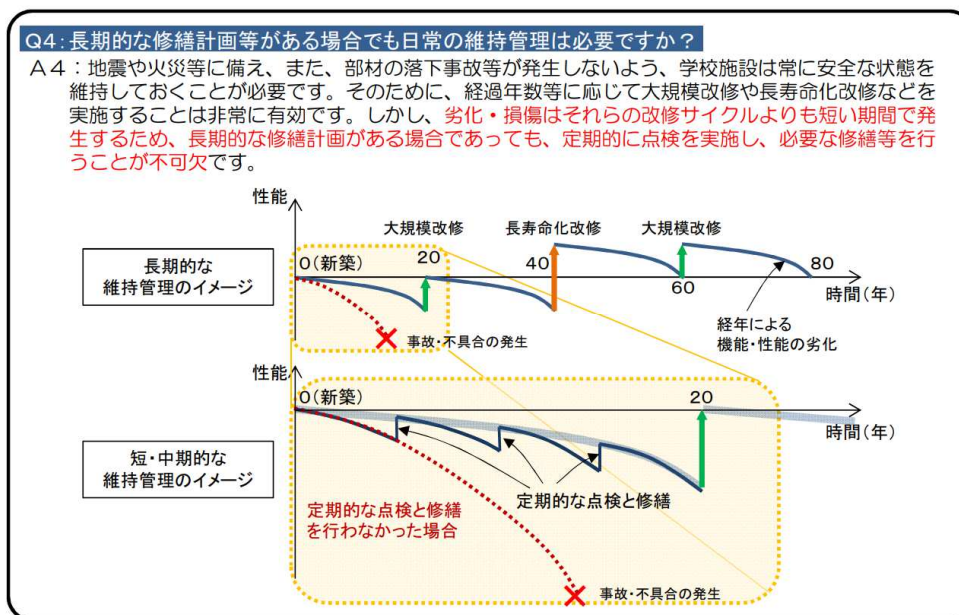 Q4:長期的な修繕計画等がある場合でも日常の維持管理は必要ですか?
A4:地震や火災等に備え、また、部材の落下事故等が発生しないよう、学校施設は常に安全な状態を
維持しておくことが必要です。そのために、経過年数等に応じて大規模改修や長寿命化改修などを
実施することは非常に有効です。しかし、劣化・損傷はそれらの改修サイクルよりも短い期間で発
生するため、長期的な修繕計画がある場合であっても、定期的に点検を実施し、必要な修繕等を行
うことが不可欠です。
性能
大規模改修
長寿命化改修
大規模改修
長期的な
維持管理のイメージ
0(新築)
20
40
60
80
時間(年)
事故・不具合の発生
経年による
機能・性能の劣化
性能
0(新築)
20
時間(年)
短・中期的な
維持管理のイメージ
定期的な点検と修繕
定期的な点検と修繕
を行わなかった場合
事故・不具合の発生